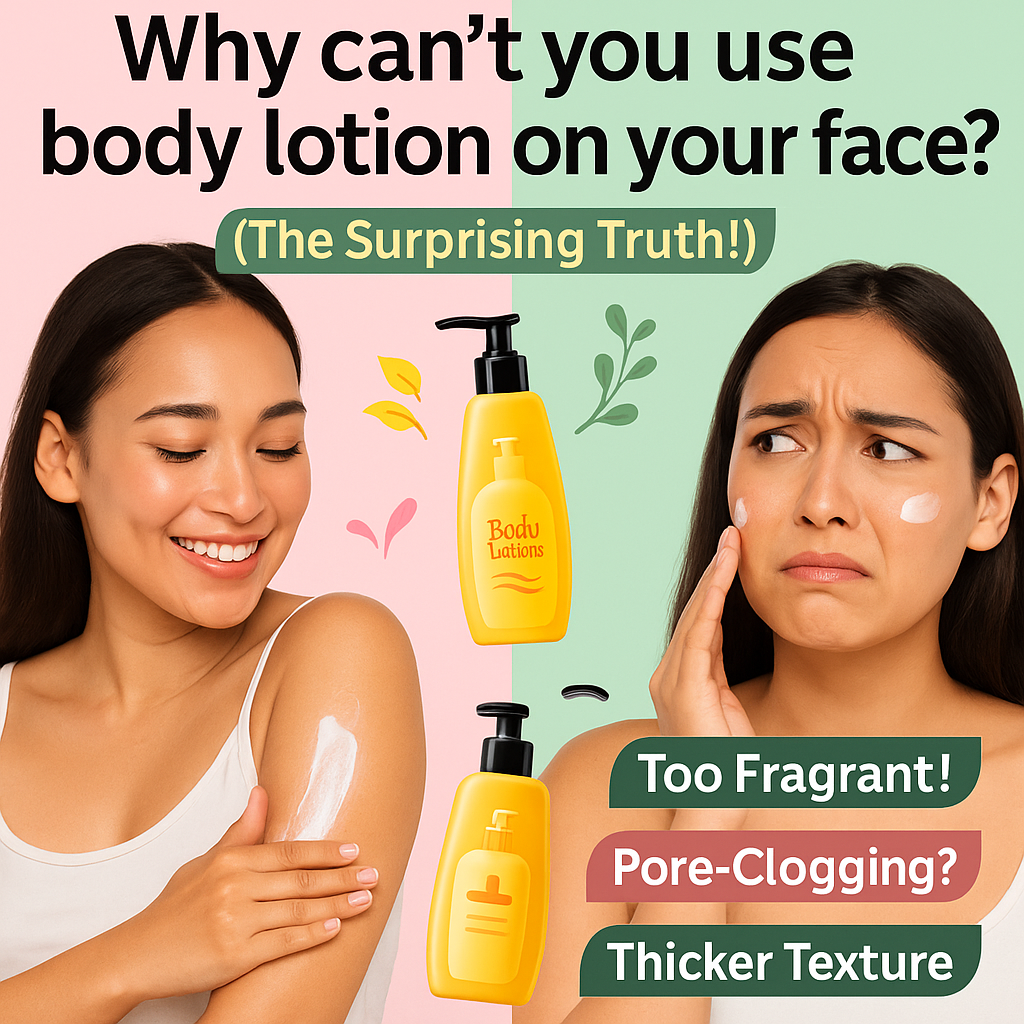 Why can't you use
body lotion on your face?
(The Surprising Truth!)
Bodu
Lations
Too Fragrant!
Pore-Clogging?
Thicker Texture